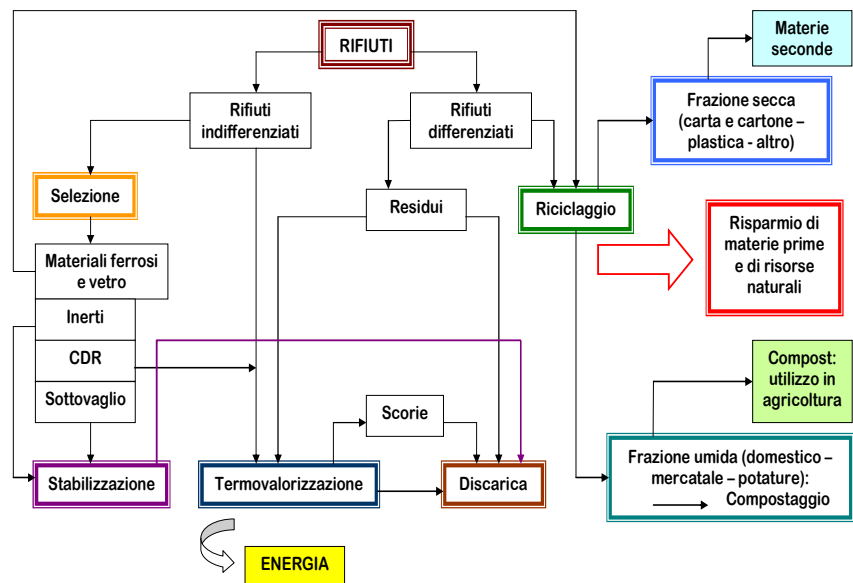 RIFIUTI
Materie
seconde
Rifiuti
indifferenziati
Rifiuti
differenziati
Frazione secca
(carta e cartone –
plastica - altro)
Selezione
Residui
Riciclaggio
Risparmio di
materie prime
e di risorse
naturali
Materiali ferrosi
e vetro
Inerti
CDR
Sottovaglio
Compost:
utilizzo in
agricoltura
Scorie
Stabilizzazione
Termovalorizzazione
Discarica
Frazione umida (domestico –
mercatale – potature):
Compostaggio
ENERGIA